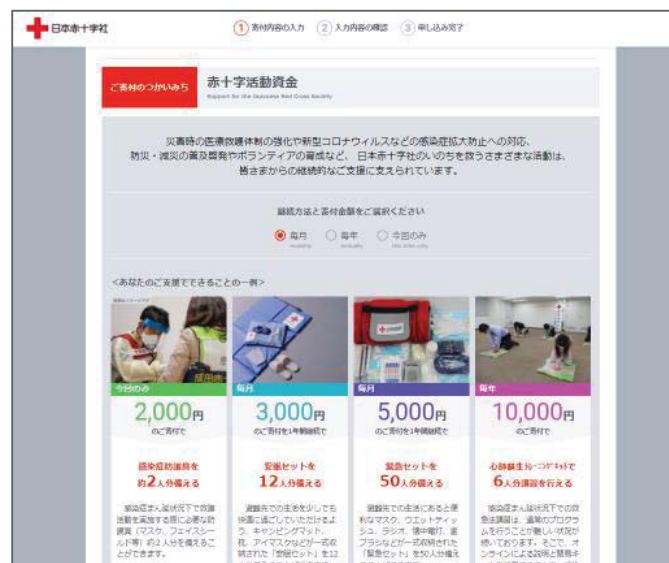 日本赤十字社
1 寄付内容の入力 2 入力内容の確認 3 申し込み完了
ご寄付のつかいみち
赤十字活動資金
Support for the Japanese Red Cross Society
災害時の医療救護体制の強化や新型コロナウイルスなどの感染症拡大防止への対応、
防災・減災の普及啓発やボランティアの育成など、日本赤十字社のいのちを救うさまざまな活動は、
皆さまからの継続的なご支援に支えられています。
継続方法と寄付金額をご選択ください
毎月 毎年 今回のみ
monthly annually this time only
<あなたのご支援でできることの一例>
今回のみ
2,000円
のご寄付で
感染症防護具を
約2人分備える
感染症まん延状況下で救護
活動を実施する際に必要な防
護具(マスク、フェイスシー
ルド等)約2人分を備えるこ
とができます。
毎月
3,000円
のご寄付を1年間継続で
安眠セットを
12人分備える
避難先での生活を少しでも
快適に過ごしていただけるよ
う、キャンピングマット、
枕、アイマスクなどが一式収
納された「安眠セット」を12
毎月
5,000円
のご寄付を1年間継続で
緊急セットを
50人分備える
避難先での生活にあると便
利なマスク、ウエットティッ
シュ、ラジオ、懐中電灯、歯
ブラシなどが一式収納された
「緊急セット」を50人分備え
毎年
10,000円
のご寄付で
心肺蘇生トレーニングキットで
6人分講習を行える
感染症まん延状況下での救
急法講習は、通常のプログラ
ムを行うことが難しい状況が
続いております。そこで、オ
ンラインによる説明と簡易キ